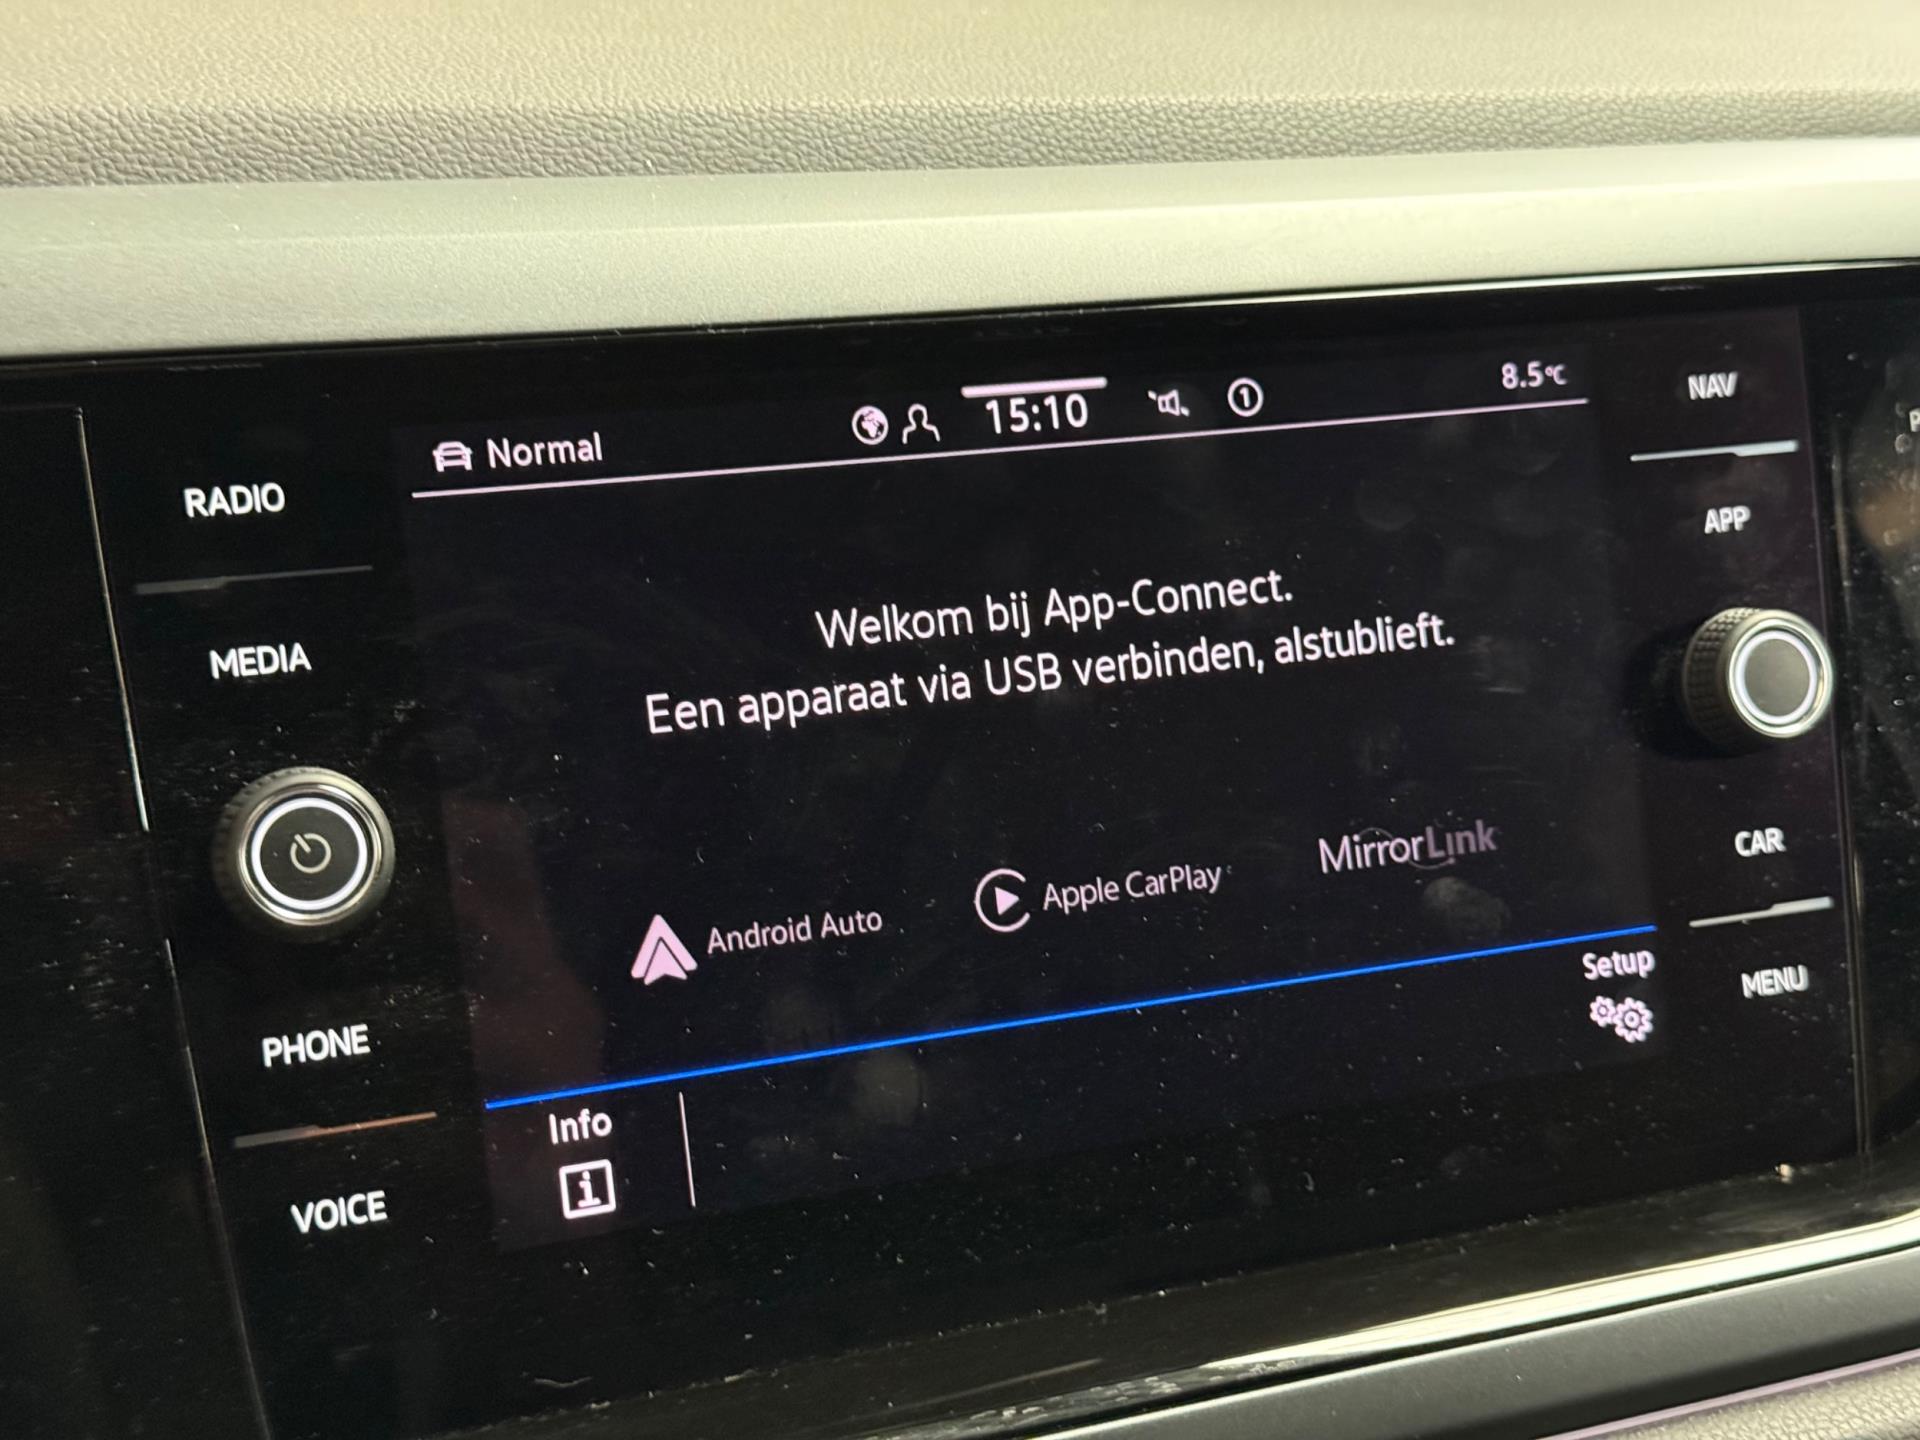 Normal
15:10
1
8.5°C
NAV
RADIO
APP
Welkom bij App-Connect.
Een apparaat via USB verbinden, alstublieft.
MEDIA
Android Auto
Apple CarPlay
MirrorLink
CAR
Setup
MENU
PHONE
Info
i
VOICE